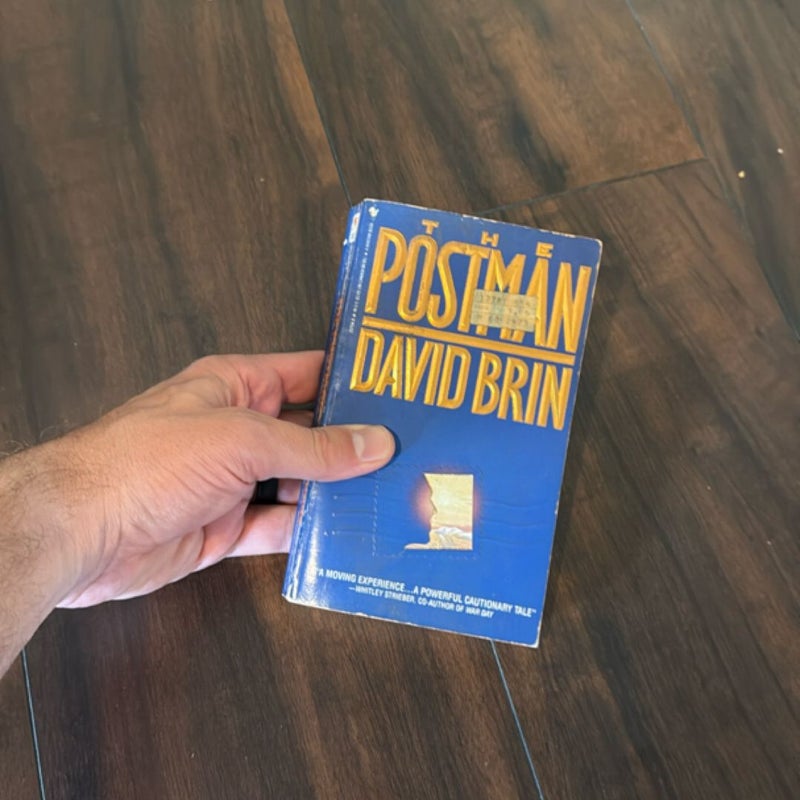 THE
POSTMAN
DAVID BRIN
"A MOVING EXPERIENCE...A POWERFUL CAUTIONARY TALE"
—WHITLEY STRIEBER, CO-AUTHOR OF WAR DAY